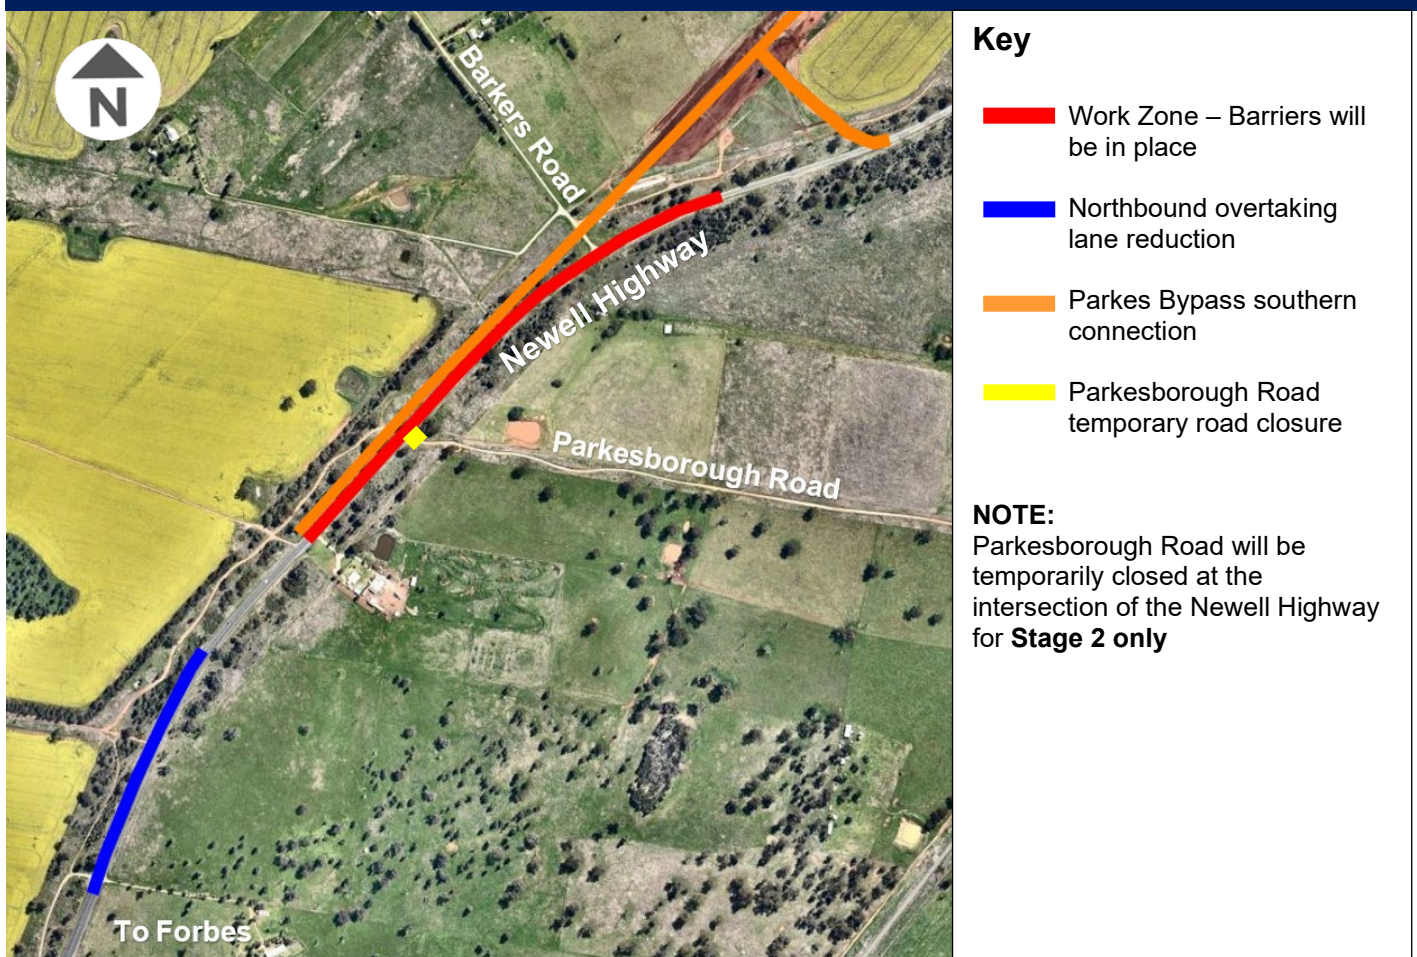 N
Barkers Road
Newell Highway
Parkesborough Road
To Forbes
Key
Work Zone – Barriers will
be in place
Northbound overtaking
lane reduction
Parkes Bypass southern
connection
Parkesborough Road
temporary road closure
NOTE:
Parkesborough Road will be
temporarily closed at the
intersection of the Newell Highway
for Stage 2 only